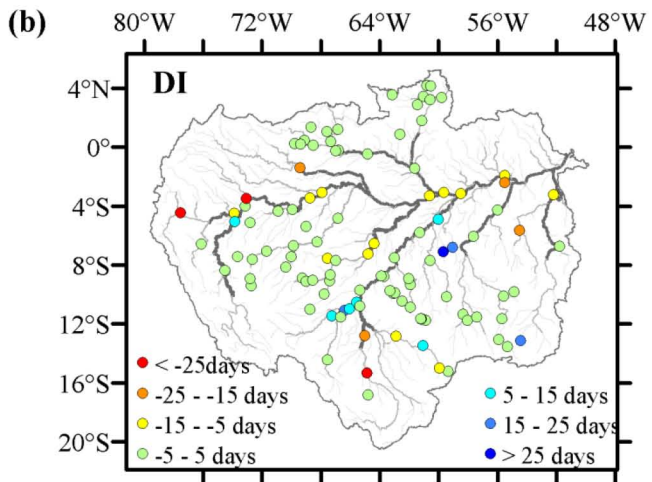 (b)
80°W 72°W 64°W 56°W 48°W
DI
4°N
0°
4°S
8°S
12°S
16°S
20°S
< -25days
-25 - -15 days
-15 - -5 days
-5 - 5 days
5 - 15 days
15 - 25 days
> 25 days